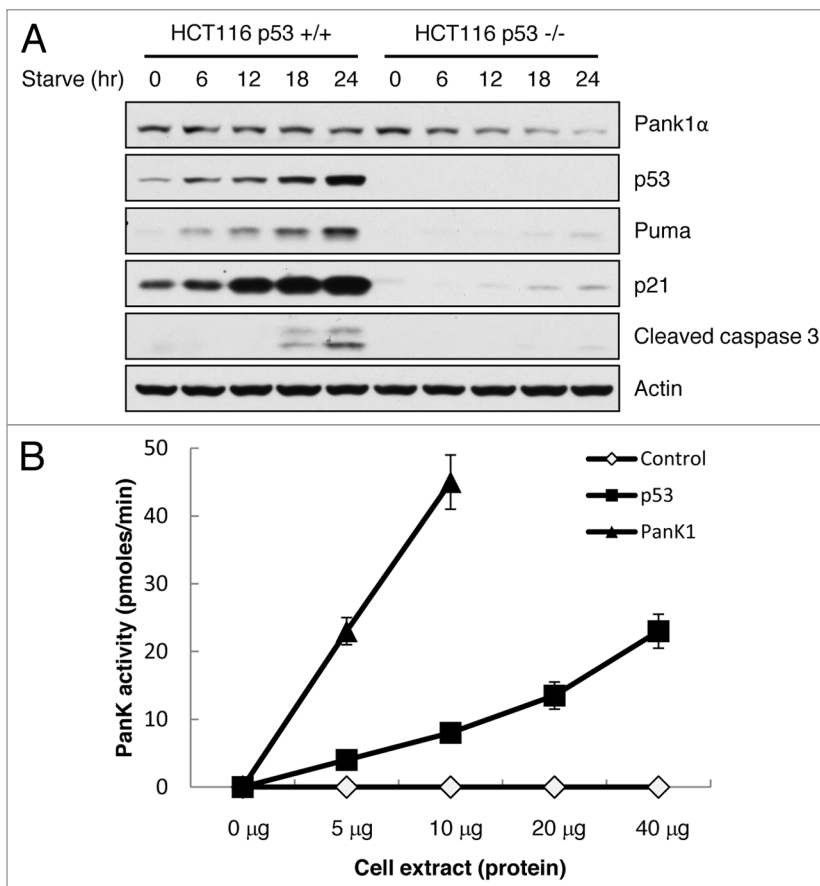 A
HCT116 p53 +/+ HCT116 p53 -/-
Starve (hr) 0 6 12 18 24 0 6 12 18 24
Pank1α
p53
Puma
p21
Cleaved caspase 3
Actin
B
50
40
30
20
10
0
PanK activity (pmoles/min)
Control
p53
PanK1
0 µg 5 µg 10 µg 20 µg 40 µg
Cell extract (protein)